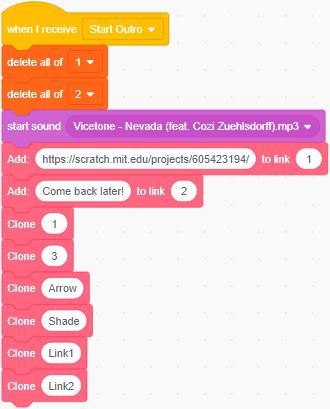 when I receive Start Outro
delete all of 1
delete all of 2
start sound Vicetone - Nevada (feat. Cozi Zuehlsdorff).mp3
Add: https://scratch.mit.edu/projects/605423194/ to link 1
Add: Come back later! to link 2
Clone 1
Clone 3
Clone Arrow
Clone Shade
Clone Link1
Clone Link2